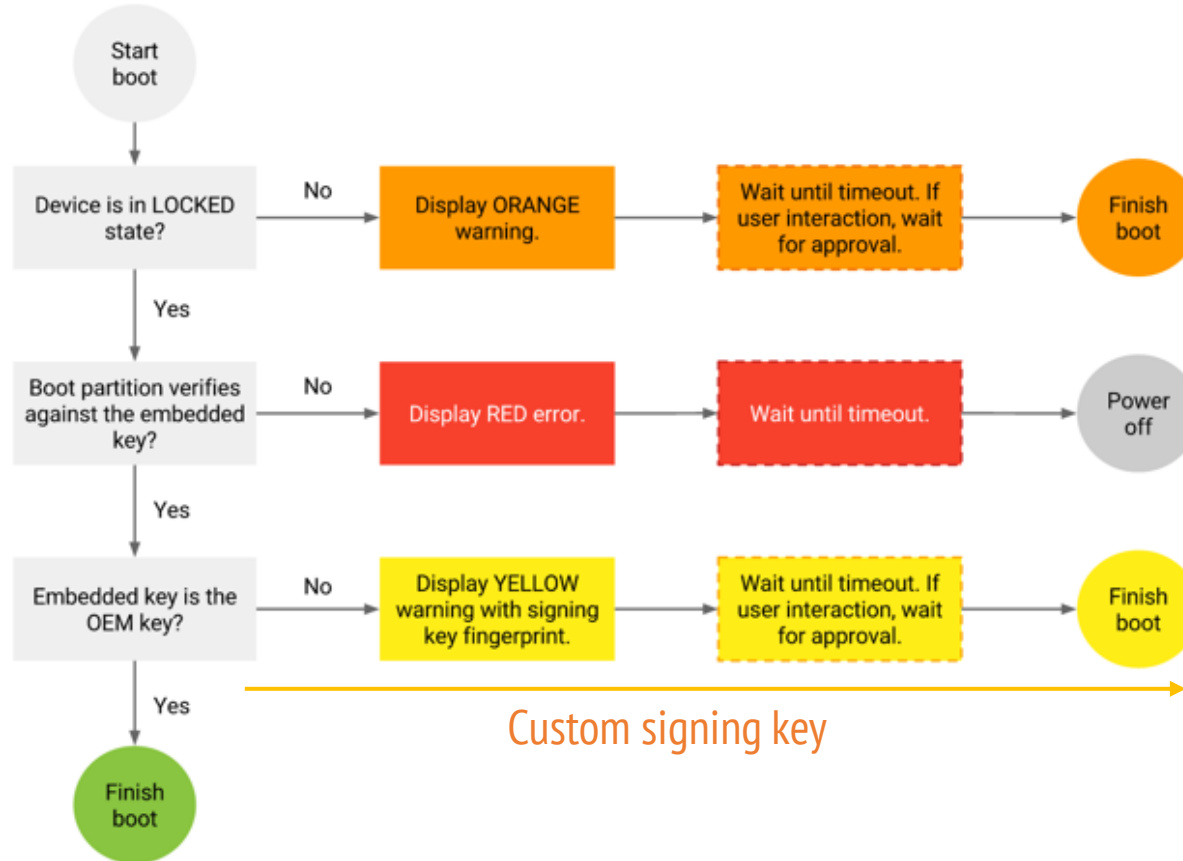 Start
boot
Device is in LOCKED
state?
No
Display ORANGE
warning.
Wait until timeout. If
user interaction, wait
for approval.
Finish
boot
Yes
Boot partition verifies
against the embedded
key?
No
Display RED error.
Wait until timeout.
Power
off
Yes
Embedded key is the
OEM key?
No
Display YELLOW
warning with signing
key fingerprint.
Wait until timeout. If
user interaction, wait
for approval.
Finish
boot
Yes
Custom signing key
Finish
boot